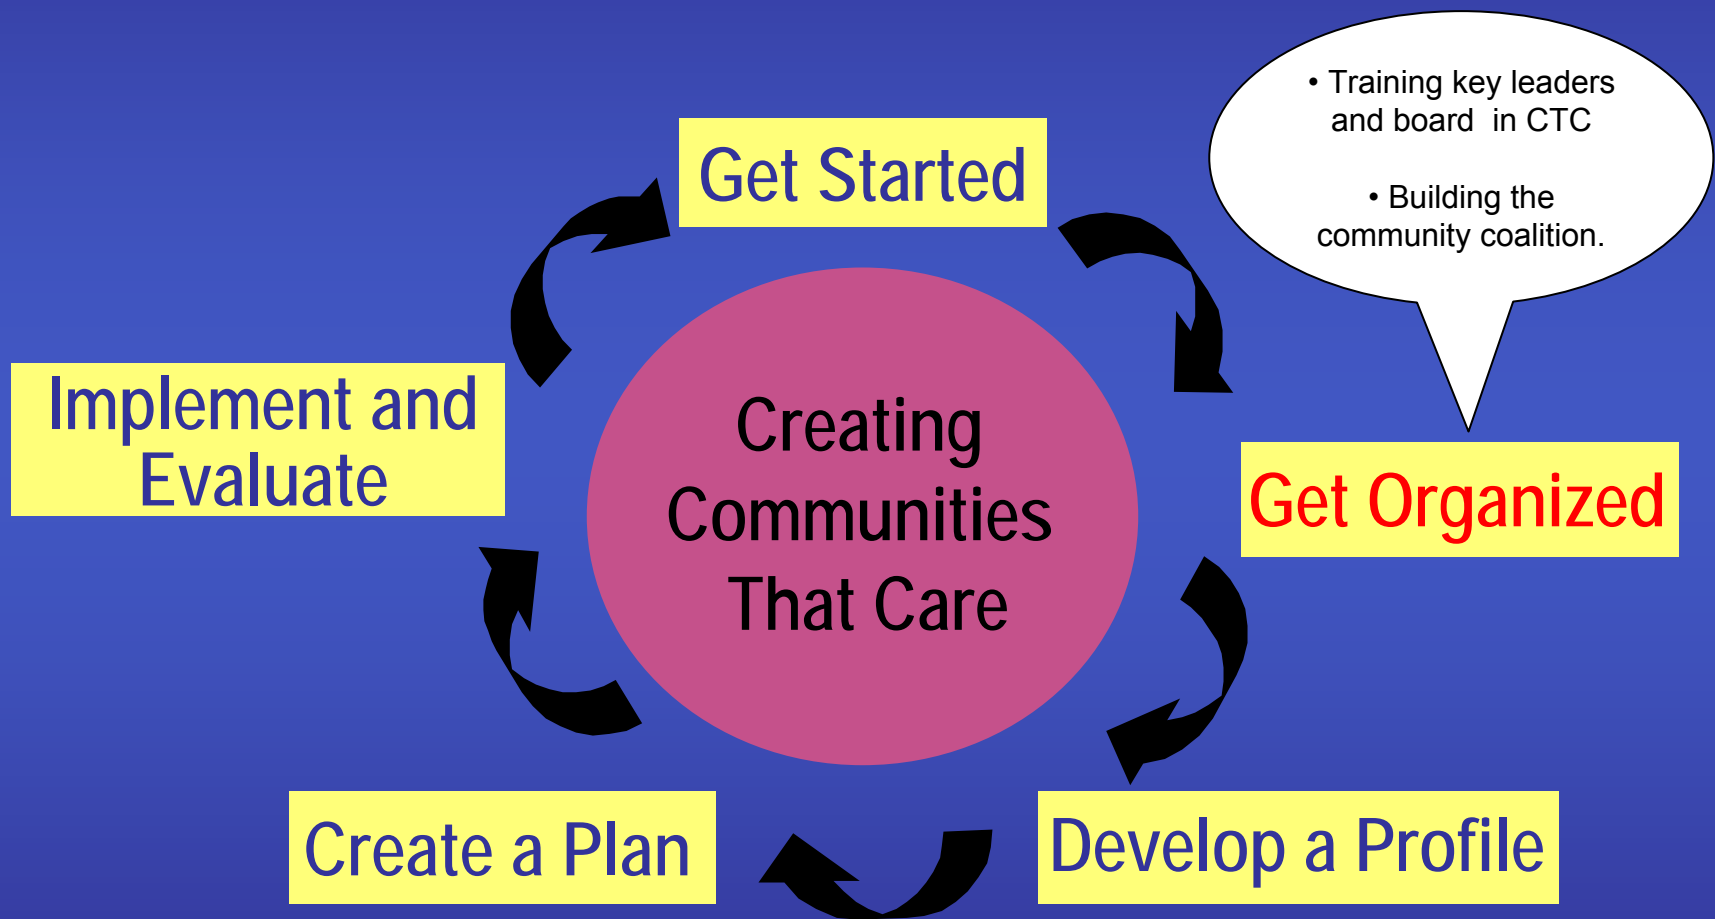 • Training key leaders
and board in CTC
• Building the
community coalition.
Get Started
Implement and
Evaluate
Creating
Communities
That Care
Get Organized
Create a Plan
Develop a Profile